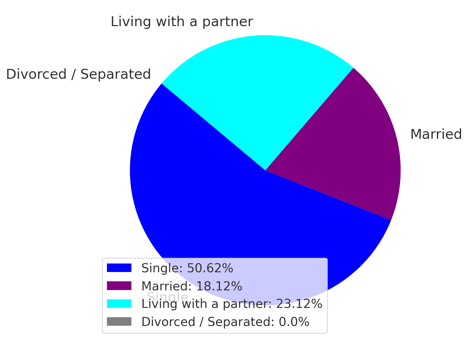 Living with a partner
Divorced / Separated
Married
Single
Single: 50.62%
Married: 18.12%
Living with a partner: 23.12%
Divorced / Separated: 0.0%